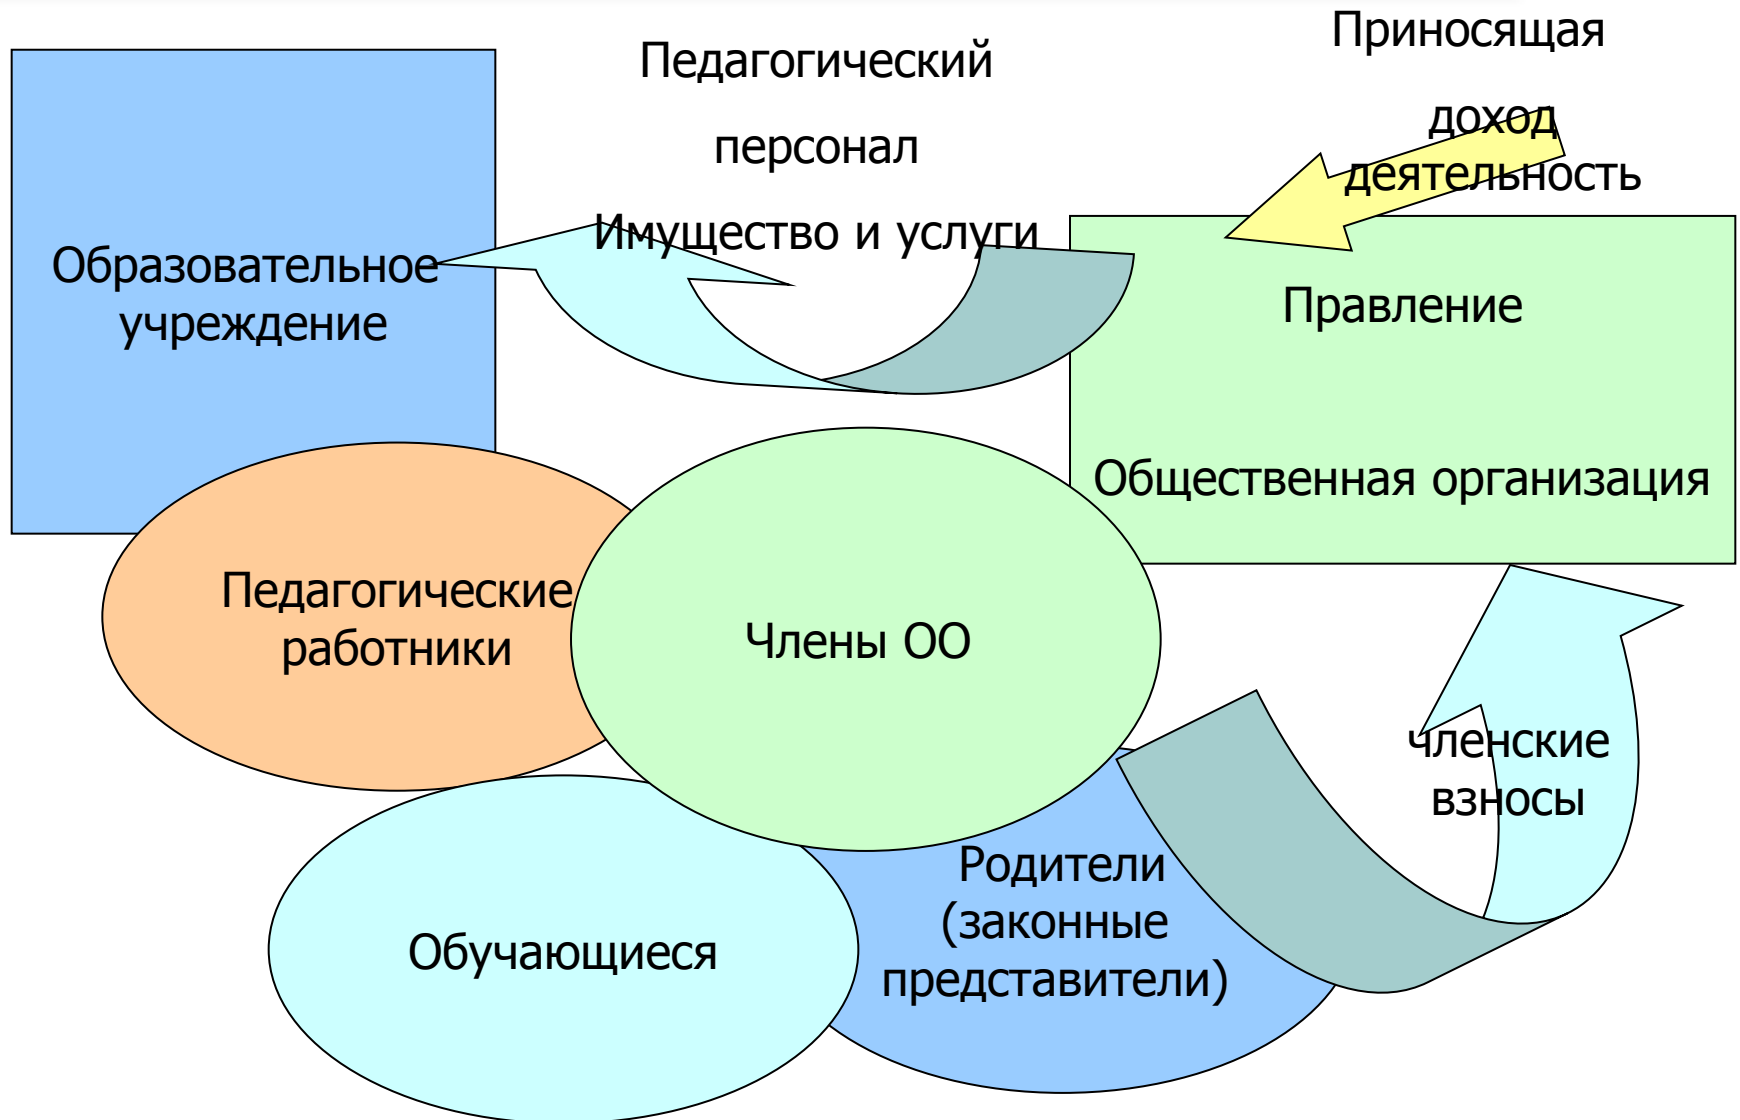 Приносящая
доход
деятельность
Педагогический
персонал
Имущество и услуги
Образовательное
учреждение
Правление
Общественная организация
Педагогические
работники
Члены ОО
членские
взносы
Родители
(законные
представители)
Обучающиеся